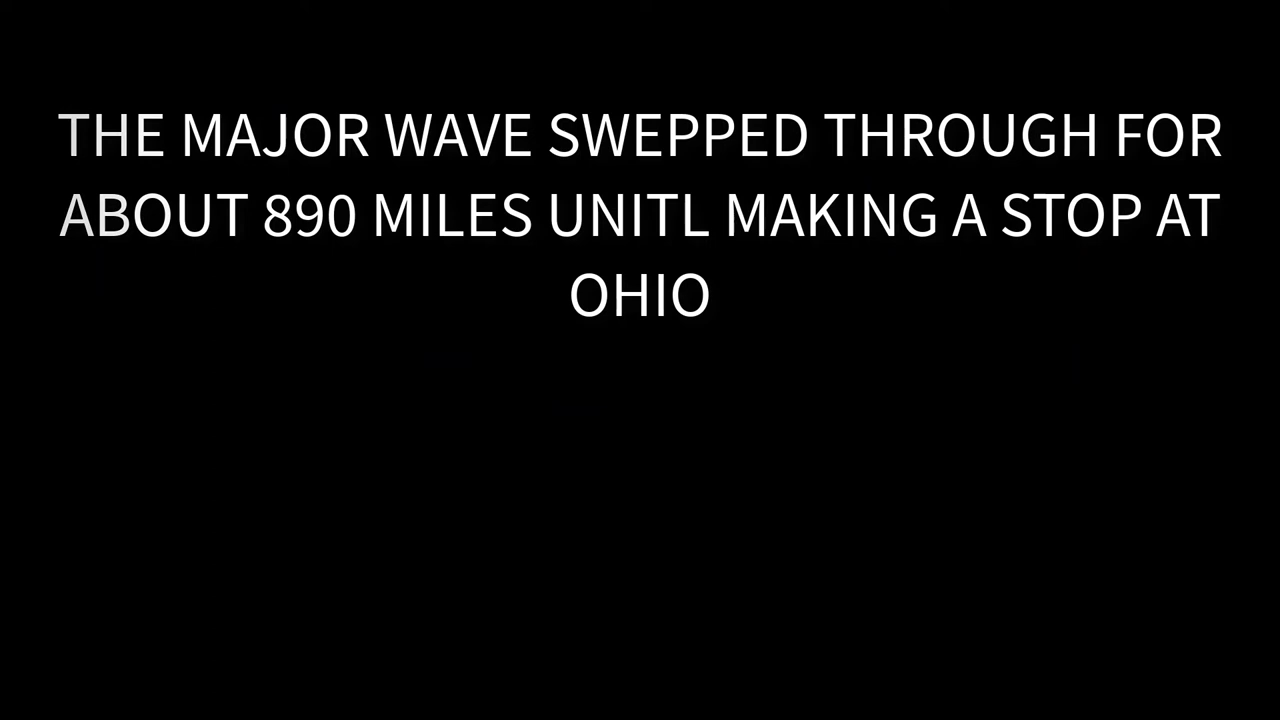 THE MAJOR WAVE SWEPPED THROUGH FOR
ABOUT 890 MILES UNITL MAKING A STOP AT
OHIO